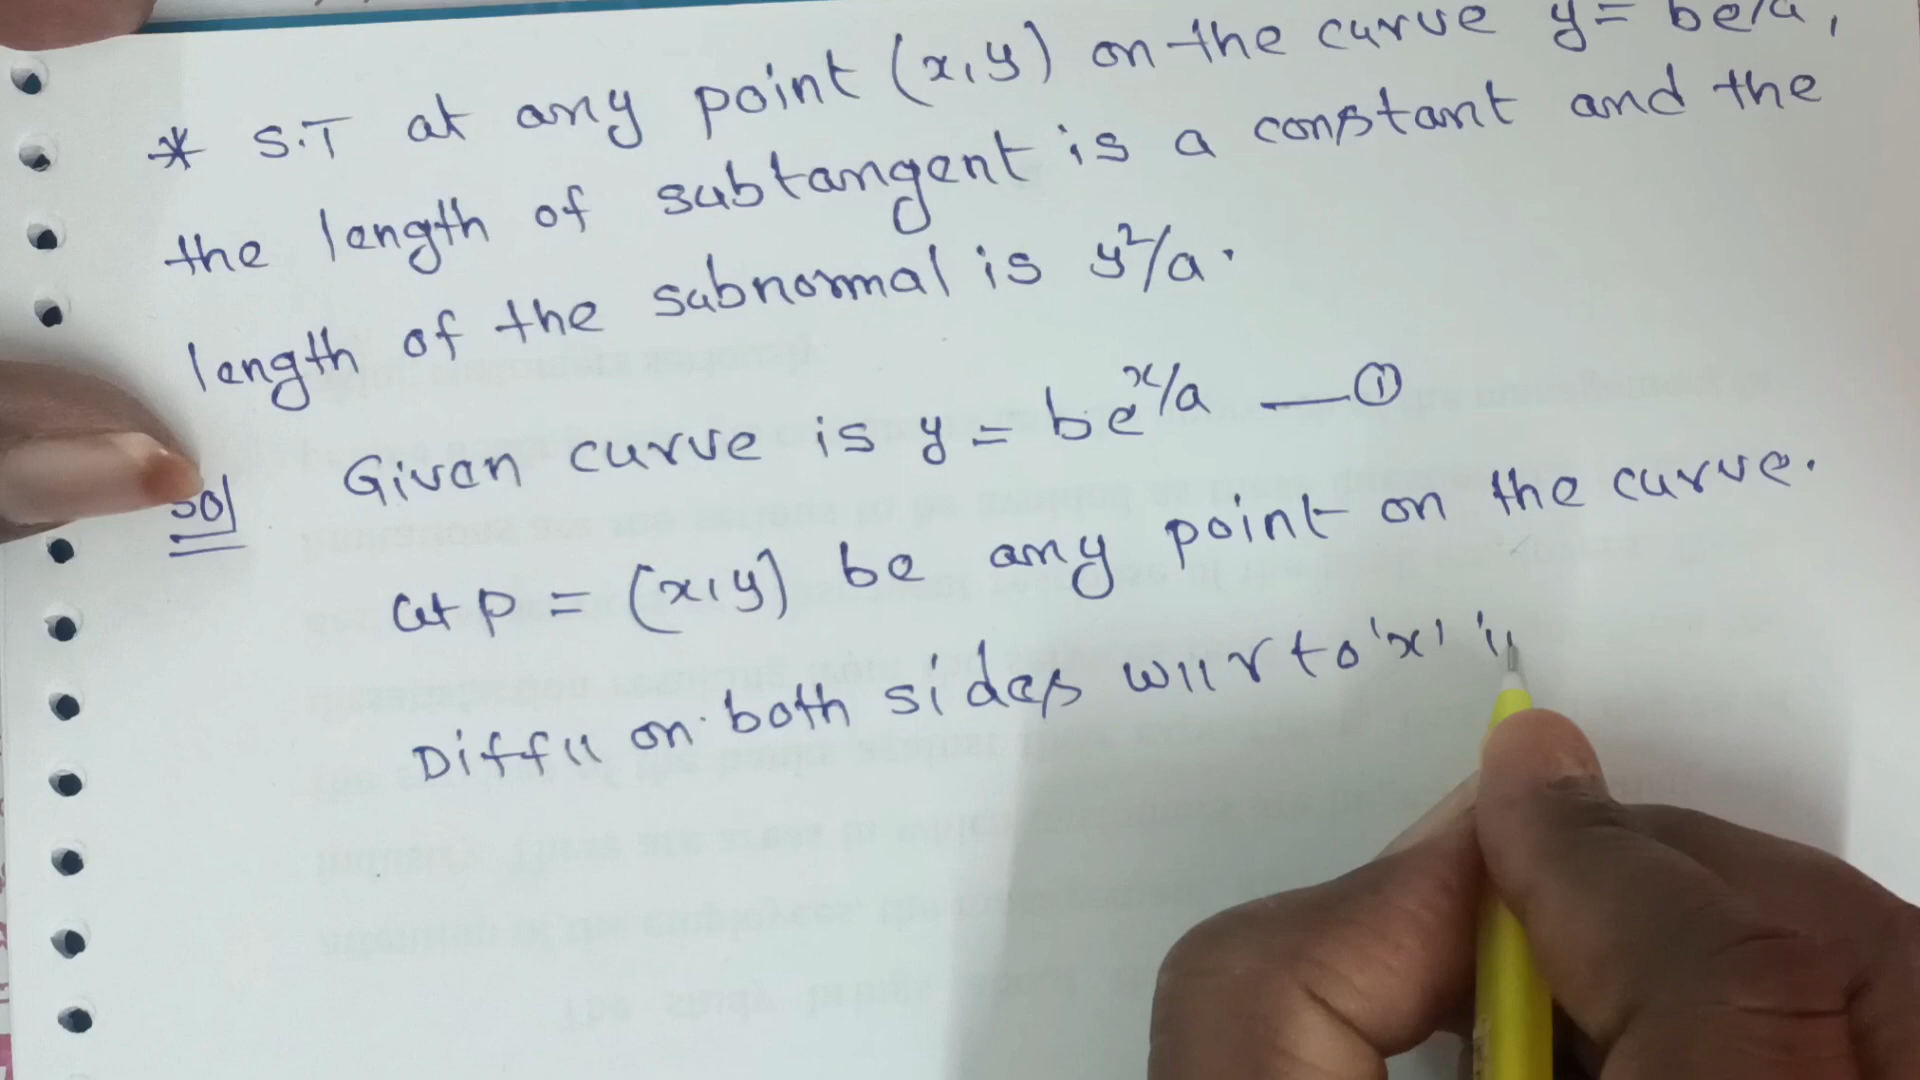 * S.T at any point (x,y) on the curve y = be^x/a,
the length of subtangent is a constant and the
length of the subnormal is y²/a.
Sol Given curve is y = be^x/a — ①
Let P = (x,y) be any point on the curve.
Diff〃 on both sides w〃r to 'x'